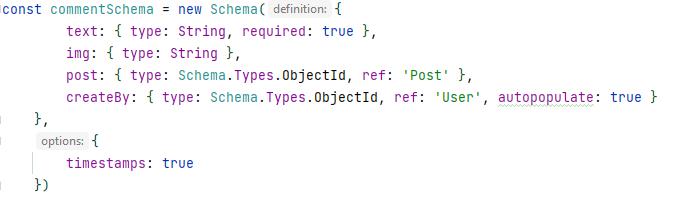 const commentSchema = new Schema( definition: {
        text: { type: String, required: true },
        img: { type: String },
        post: { type: Schema.Types.ObjectId, ref: 'Post' },
        createBy: { type: Schema.Types.ObjectId, ref: 'User', autopopulate: true }
    },
    options: {
        timestamps: true
    })